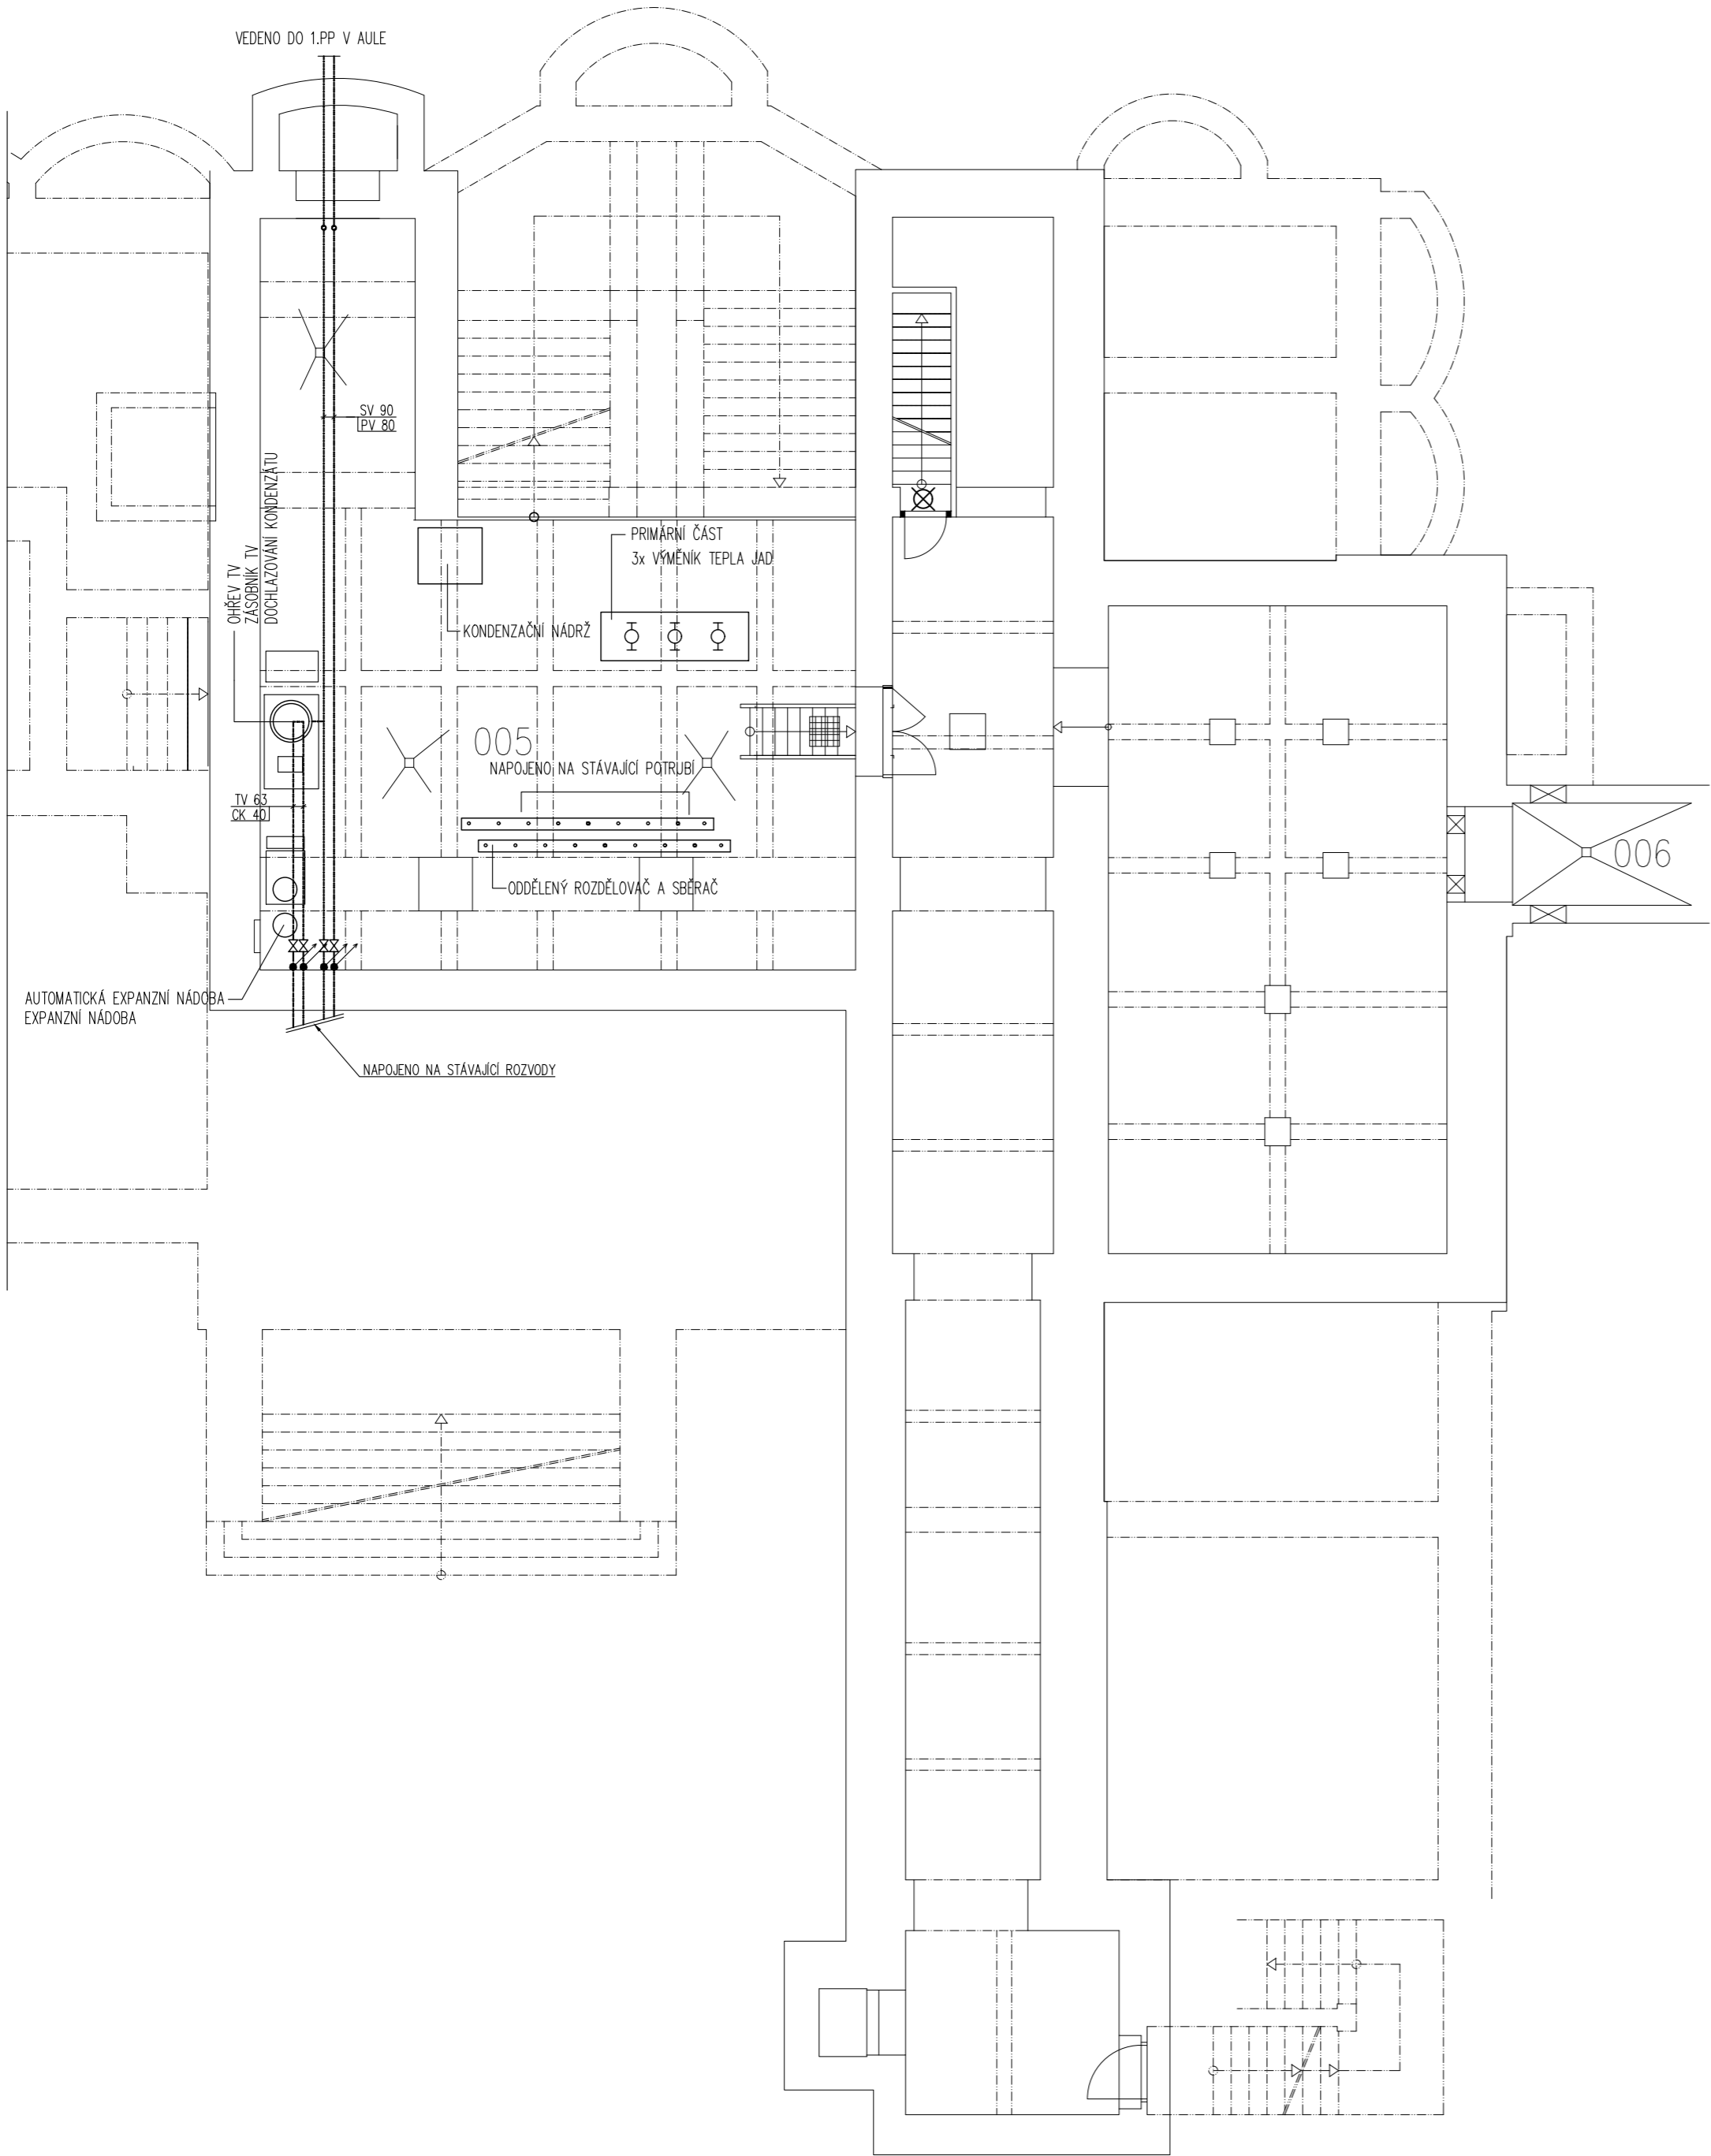 VEDENO DO 1.PP V AULE
SV 90
PV 80
OHŘEV TV
ZÁSOBNÍK TV
DOCHLAZOVÁNÍ KONDENZÁTU
PRIMÁRNÍ ČÁST
3x VÝMĚNÍK TEPLA JAD
KONDENZAČNÍ NÁDRŽ
005
NAPOJENO NA STÁVAJÍCÍ POTRUBÍ
TV 63
CK 40
006
ODDĚLENÝ ROZDĚLOVAČ A SBĚRAČ
AUTOMATICKÁ EXPANZNÍ NÁDOBA
EXPANZNÍ NÁDOBA
NAPOJENO NA STÁVAJÍCÍ ROZVODY